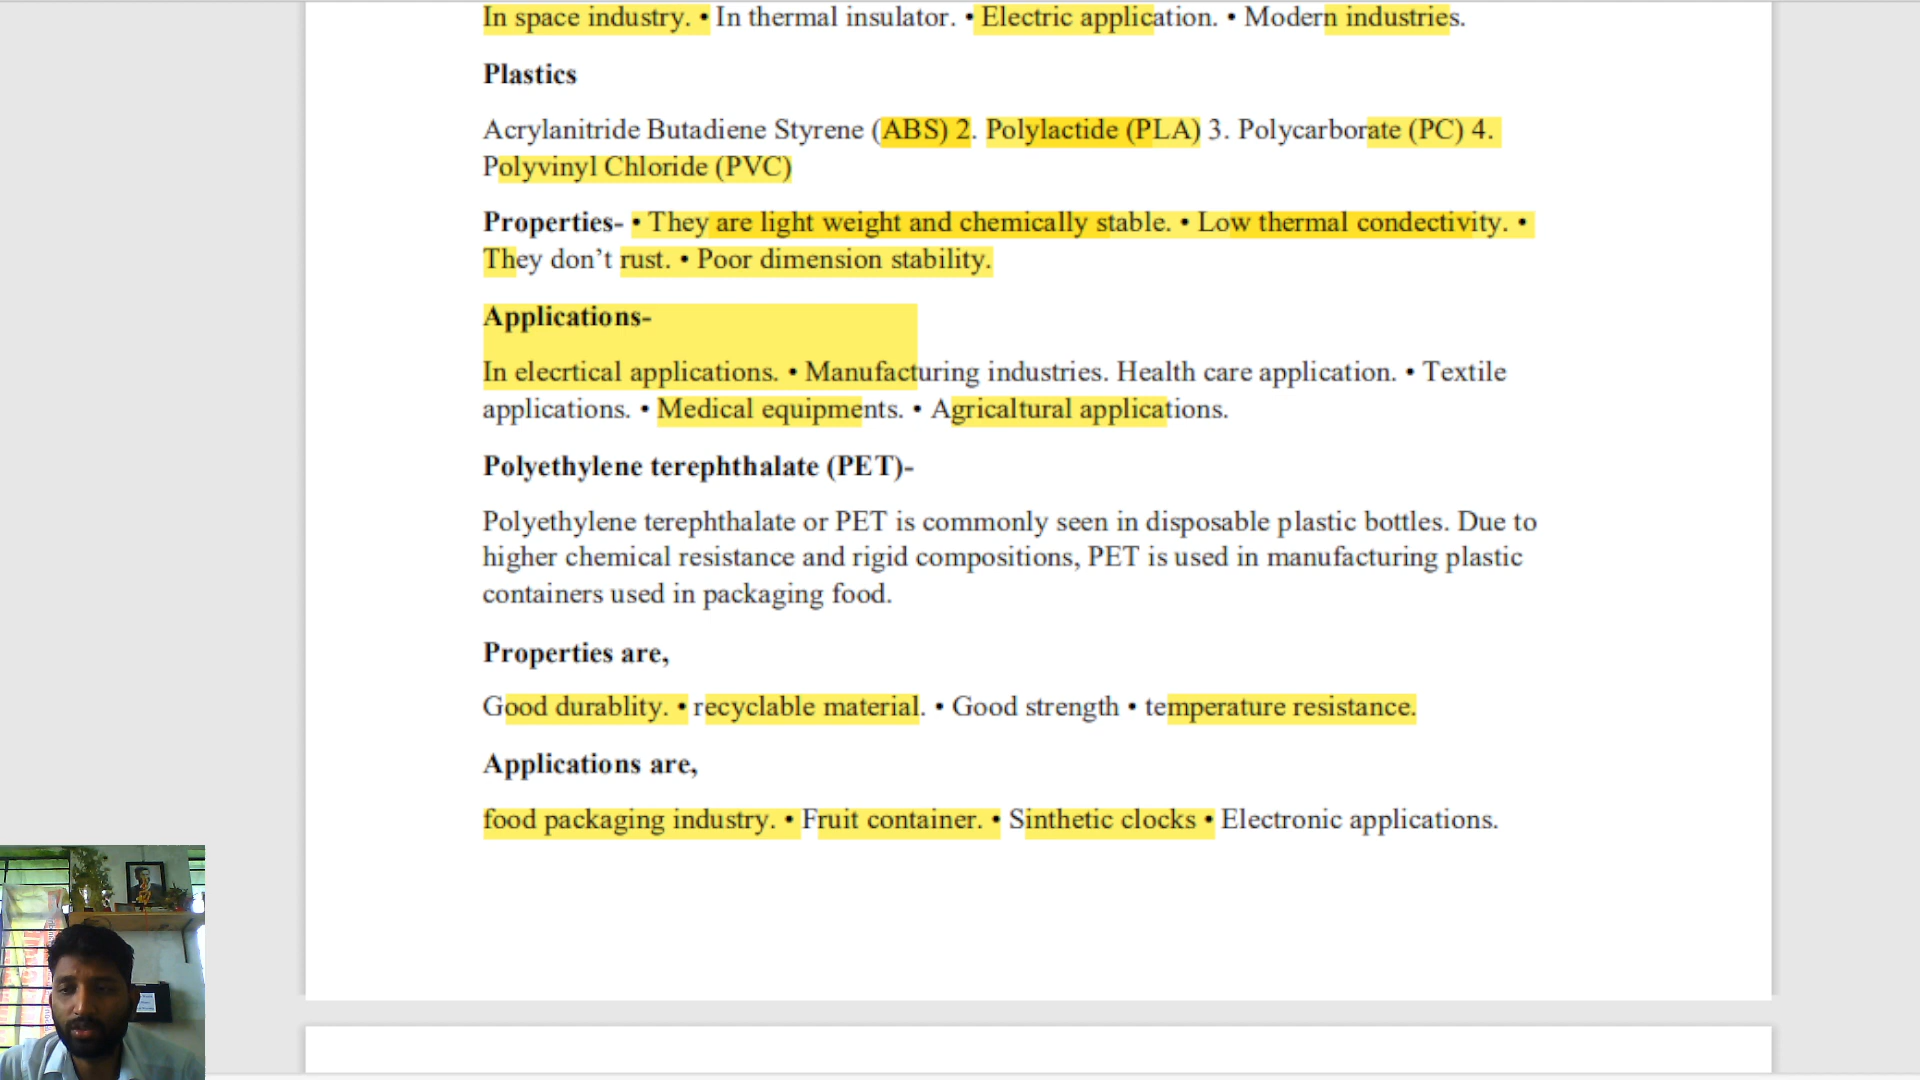 In space industry. • In thermal insulator. • Electric application. • Modern industries.
Plastics
Acrylanitride Butadiene Styrene (ABS) 2. Polylactide (PLA) 3. Polycarborate (PC) 4.
Polyvinyl Chloride (PVC)
Properties- • They are light weight and chemically stable. • Low thermal condectivity. •
They don’t rust. • Poor dimension stability.
Applications-
In elecrtical applications. • Manufacturing industries. Health care application. • Textile
applications. • Medical equipments. • Agricaltural applications.
Polyethylene terephthalate (PET)-
Polyethylene terephthalate or PET is commonly seen in disposable plastic bottles. Due to
higher chemical resistance and rigid compositions, PET is used in manufacturing plastic
containers used in packaging food.
Properties are,
Good durablity. • recyclable material. • Good strength • temperature resistance.
Applications are,
food packaging industry. • Fruit container. • Sinthetic clocks • Electronic applications.